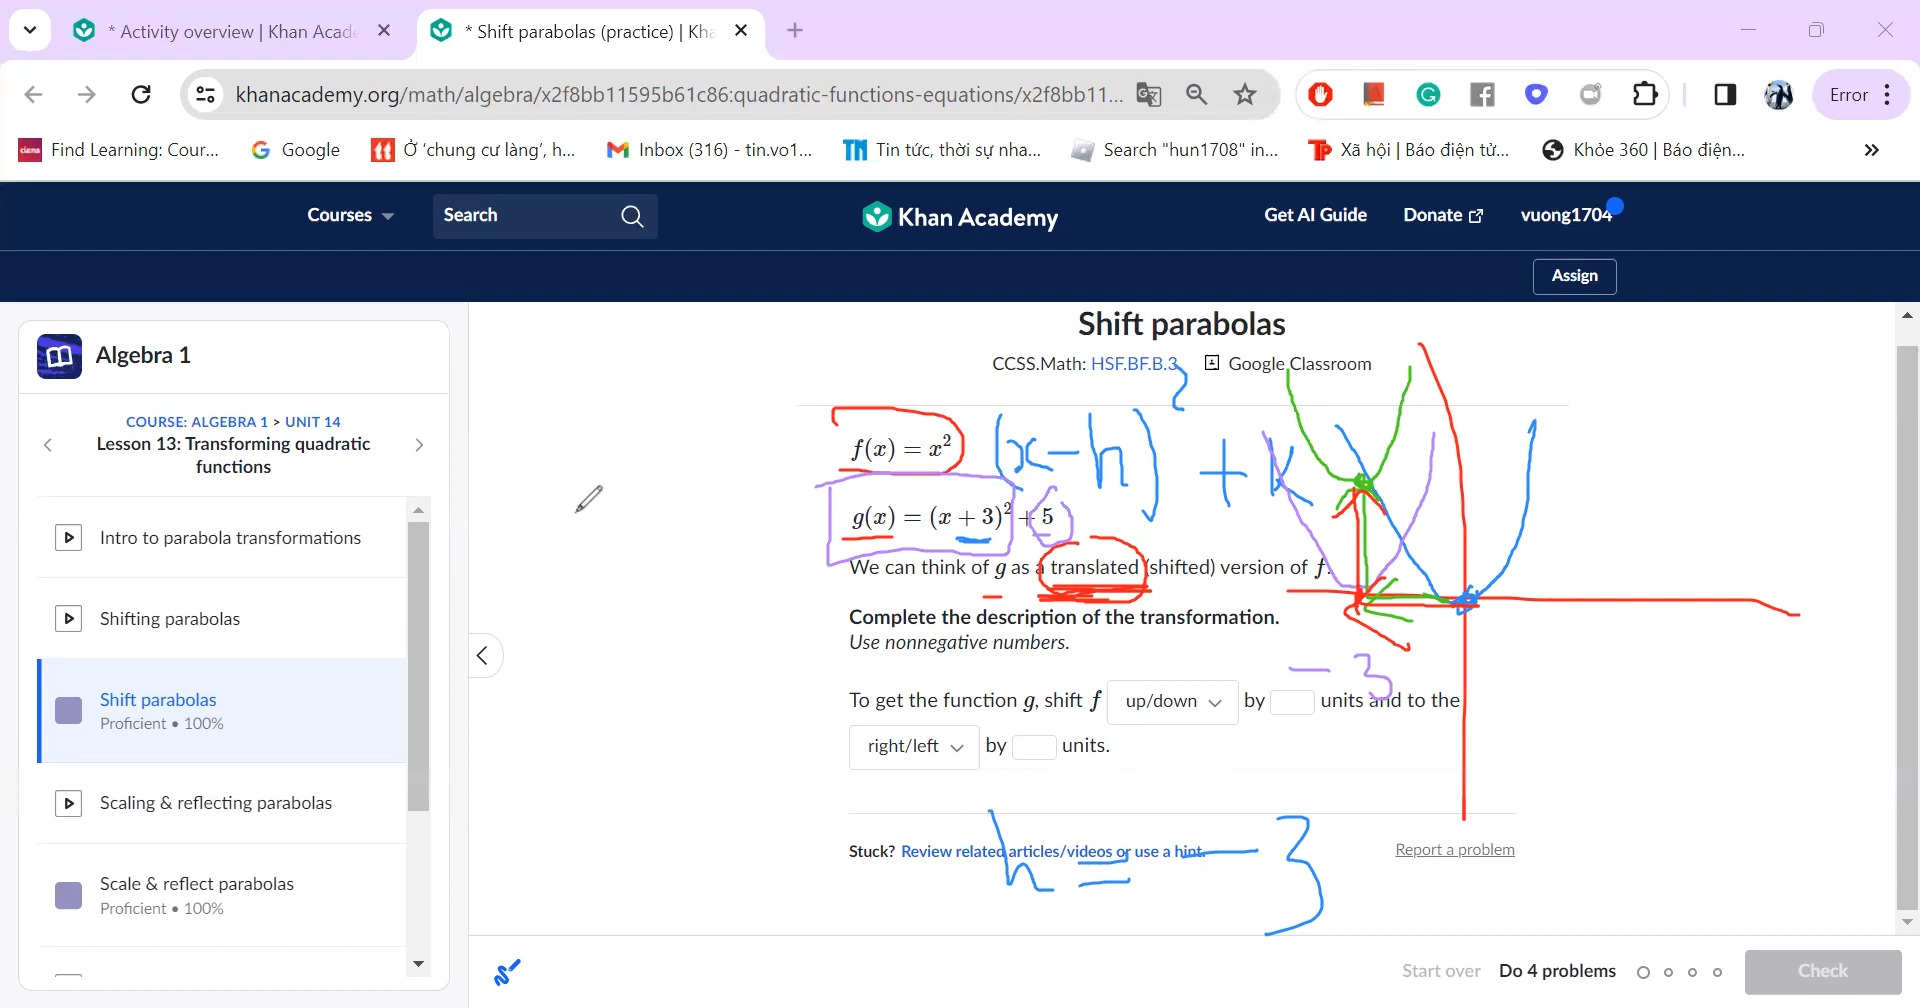 * Activity overview | Khan Acade
* Shift parabolas (practice) | Kha
khanacademy.org/math/algebra/x2f8bb11595b61c86:quadratic-functions-equations/x2f8bb11...
Error
Find Learning: Cour...
Google
Ở ‘chung cư làng’, h...
Inbox (316) - tin.vo1...
TN Tin tức, thời sự nha...
Search "hun1708" in...
Xã hội | Báo điện tử...
Khỏe 360 | Báo điện...
Courses
Search
Khan Academy
Get AI Guide
Donate
vuong1704
Assign
Algebra 1
COURSE: ALGEBRA 1 > UNIT 14
Lesson 13: Transforming quadratic
functions
Intro to parabola transformations
Shifting parabolas
Shift parabolas
Proficient • 100%
Scaling & reflecting parabolas
Scale & reflect parabolas
Proficient • 100%
Shift parabolas
CCSS.Math: HSF.BF.B.3 Google Classroom
f(x) = x²
(x - h)² + k
g(x) = (x + 3)² + 5
We can think of g as a translated (shifted) version of f.
Complete the description of the transformation.
Use nonnegative numbers.
- 3
To get the function g, shift f up/down by units and to the
right/left by units.
h = - 3
Stuck? Review related articles/videos or use a hint.
Report a problem
Start over
Do 4 problems
Check